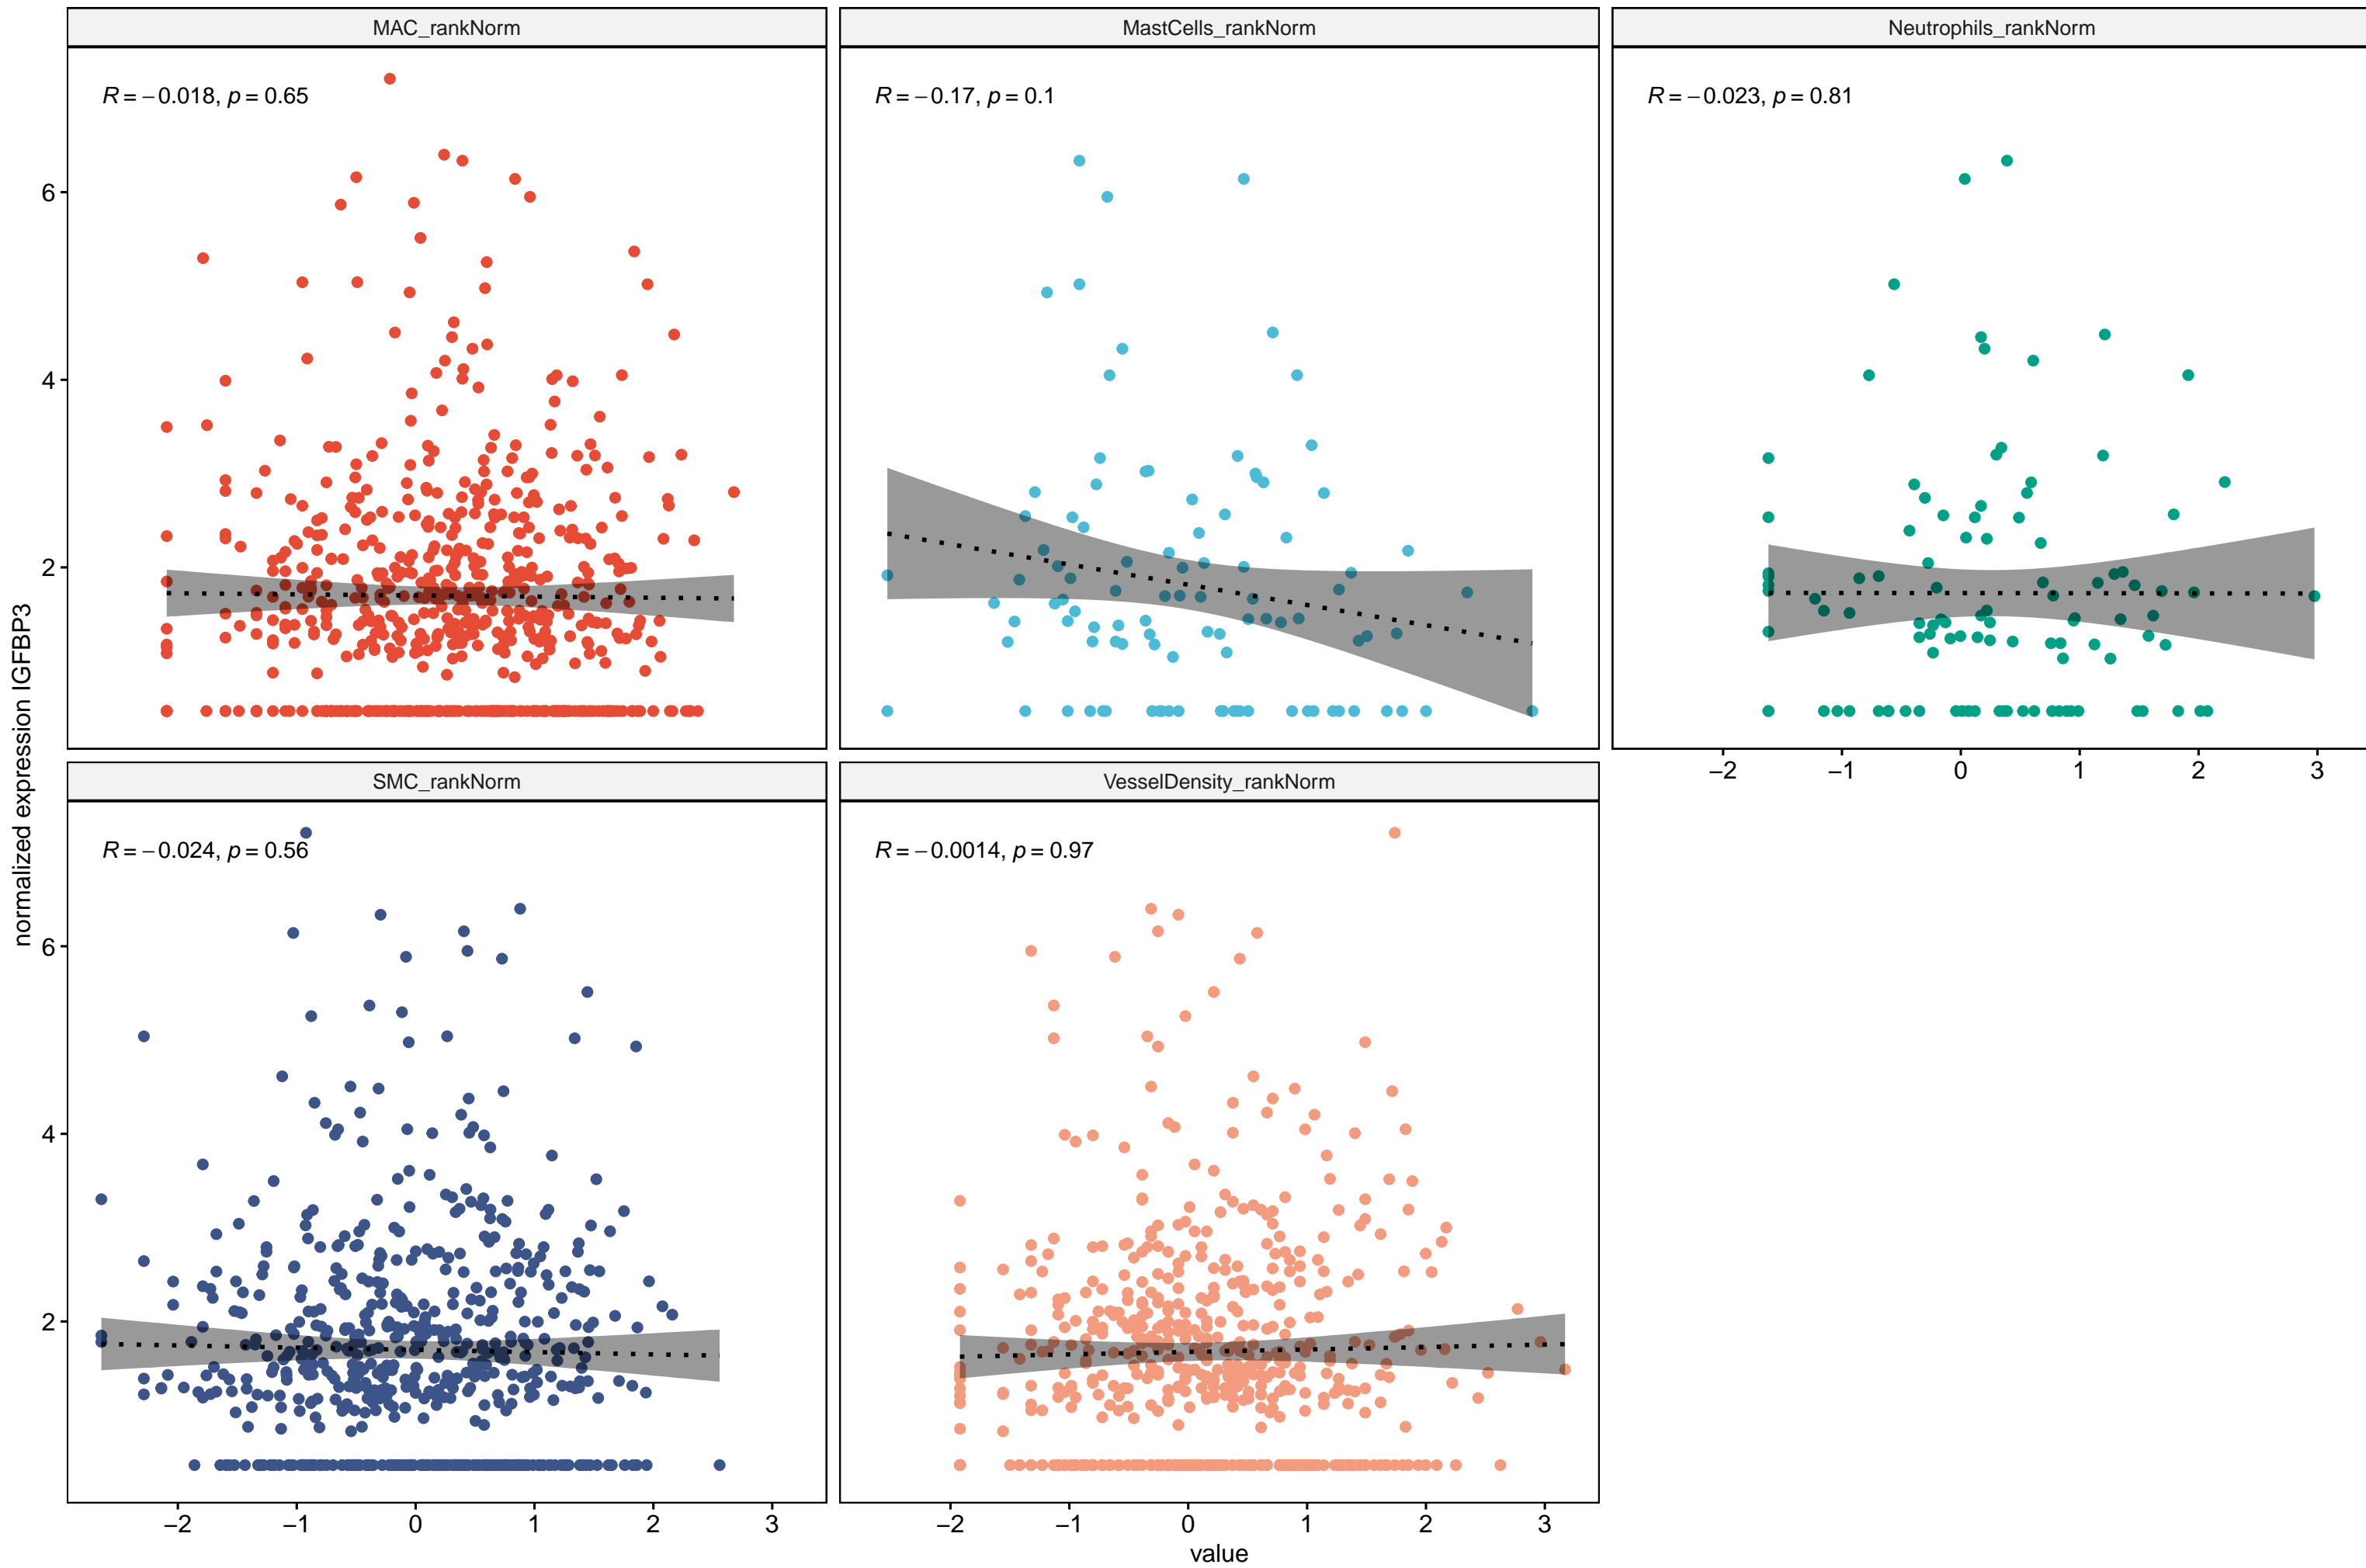 MAC_rankNorm
MastCells_rankNorm
Neutrophils_rankNorm
R = −0.018, p = 0.65
R = −0.17, p = 0.1
R = −0.023, p = 0.81
6
4
2
−2 −1 0 1 2 3
normalized expression IGFBP3
SMC_rankNorm
VesselDensity_rankNorm
R = −0.024, p = 0.56
R = −0.0014, p = 0.97
6
4
2
−2 −1 0 1 2 3
−2 −1 0 1 2 3
value